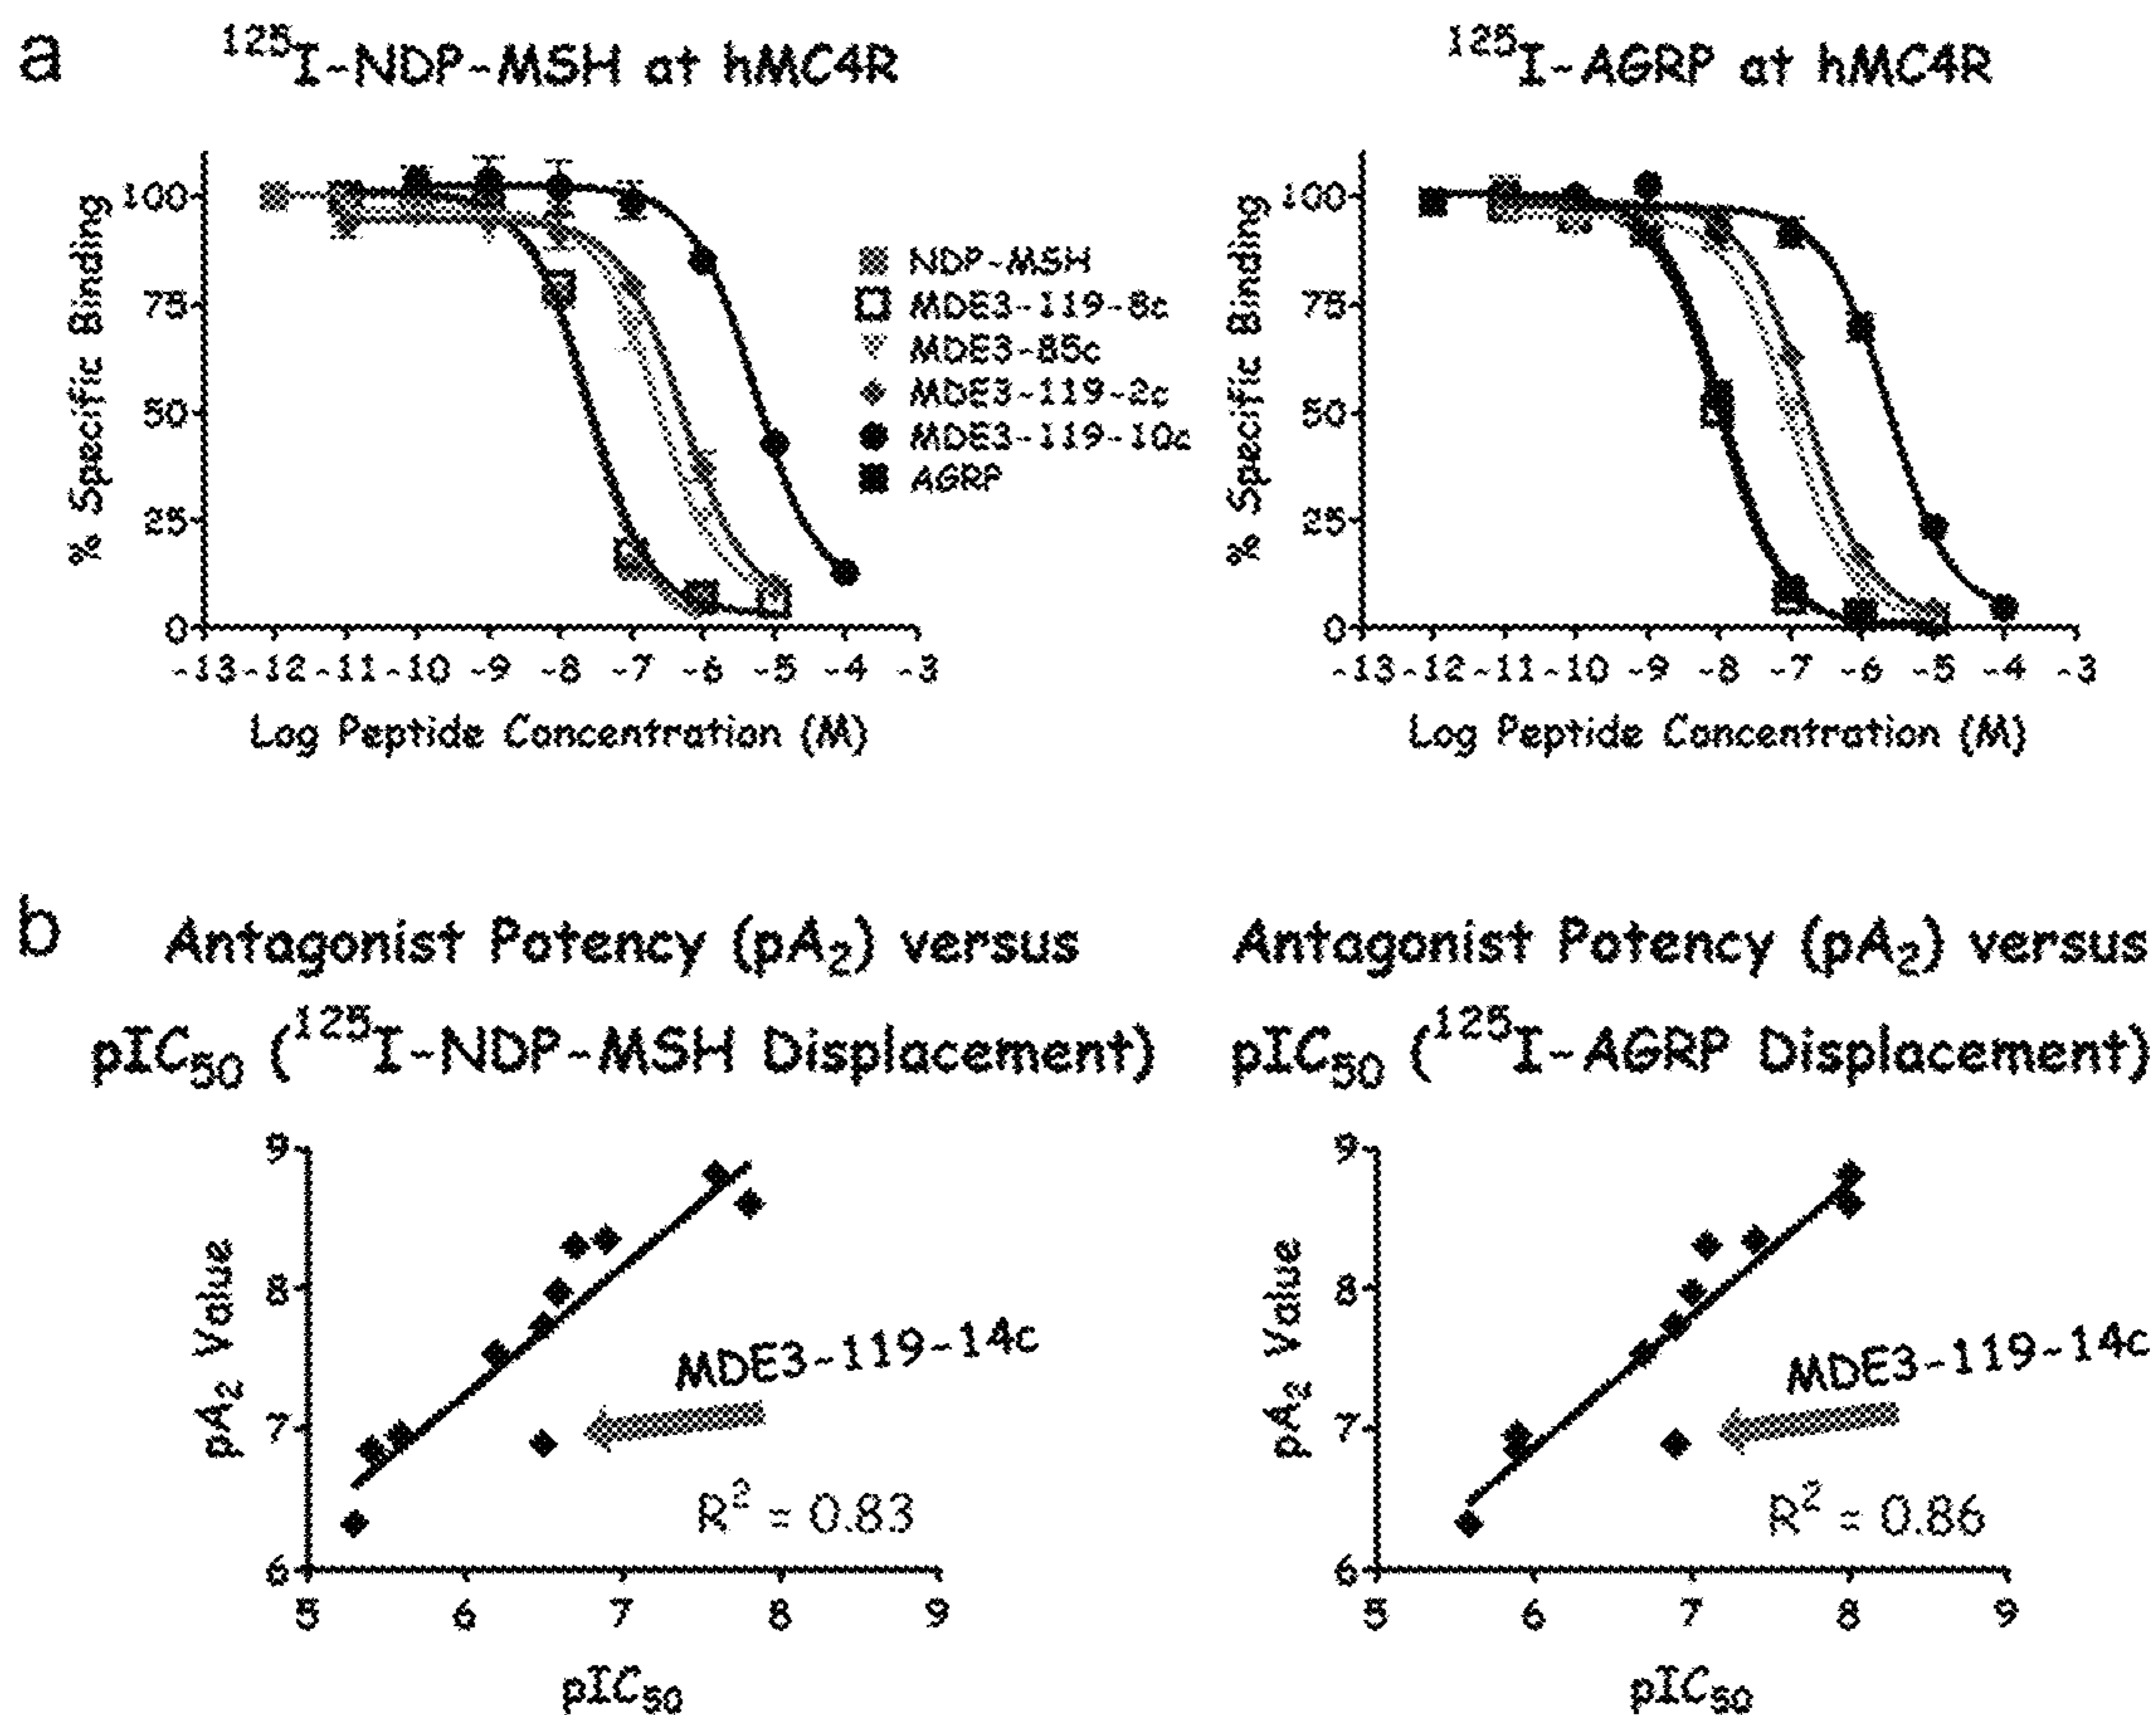 a
¹²⁵I-NDP-MSH at hMC4R
% Specific Binding
100
75
50
25
0
-13 -12 -11 -10 -9 -8 -7 -6 -5 -4 -3
Log Peptide Concentration (M)
NDP-MSH
MDE3-119-8c
MDE3-85c
MDE3-119-2c
MDE3-119-10c
AGRP
¹²⁵I-AGRP at hMC4R
% Specific Binding
100
75
50
25
0
-13 -12 -11 -10 -9 -8 -7 -6 -5 -4 -3
Log Peptide Concentration (M)
b
Antagonist Potency (pA₂) versus
pIC₅₀ (¹²⁵I-NDP-MSH Displacement)
pA₂ Value
9
8
7
6
MDE3-119-14c
R² = 0.83
5 6 7 8 9
pIC₅₀
Antagonist Potency (pA₂) versus
pIC₅₀ (¹²⁵I-AGRP Displacement)
pA₂ Value
9
8
7
6
MDE3-119-14c
R² = 0.86
5 6 7 8 9
pIC₅₀